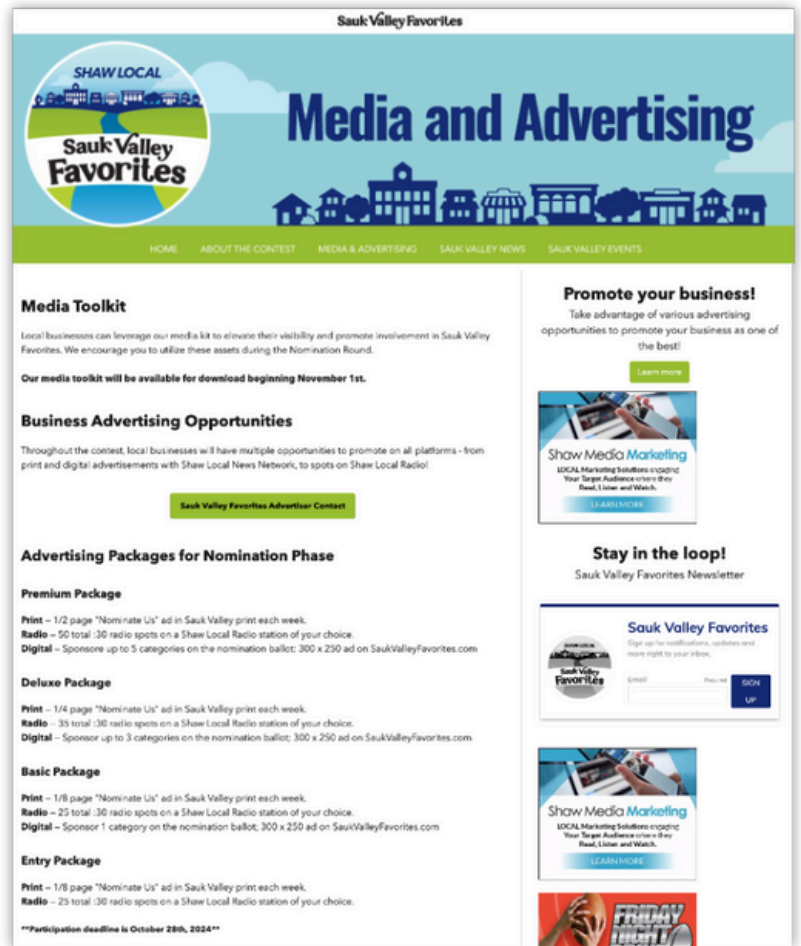 Sauk Valley Favorites
SHAW LOCAL
Sauk Valley
Favorites
Media and Advertising
HOME ABOUT THE CONTEST MEDIA & ADVERTISING SAUK VALLEY NEWS SAUK VALLEY EVENTS
Media Toolkit
Local businesses can leverage our media kit to elevate their visibility and promote involvement in Sauk Valley
Favorites. We encourage you to utilize these assets during the Nomination Round.
Our media toolkit will be available for download beginning November 1st.
Business Advertising Opportunities
Throughout the contest, local businesses will have multiple opportunities to promote on all platforms - from
print and digital advertisements with Shaw Local News Network, to spots on Shaw Local Radio!
Sauk Valley Favorites Advertiser Contact
Advertising Packages for Nomination Phase
Premium Package
Print – 1/2 page "Nominate Us" ad in Sauk Valley print each week.
Radio – 50 total :30 radio spots on a Shaw Local Radio station of your choice.
Digital – Sponsore up to 5 categories on the nomination ballot: 300 x 250 ad on SaukValleyFavorites.com
Deluxe Package
Print – 1/4 page "Nominate Us" ad in Sauk Valley print each week.
Radio – 35 total :30 radio spots on a Shaw Local Radio station of your choice.
Digital – Sponsor up to 3 categories on the nomination ballot; 300 x 250 ad on SaukValleyFavorites.com
Basic Package
Print – 1/8 page "Nominate Us" ad in Sauk Valley print each week.
Radio – 25 total :30 radio spots on a Shaw Local Radio station of your choice.
Digital – Sponsor 1 category on the nomination ballot; 300 x 250 ad on SaukValleyFavorites.com
Entry Package
Print – 1/8 page "Nominate Us" ad in Sauk Valley print each week.
Radio – 25 total :30 radio spots on a Shaw Local Radio station of your choice.
**Participation deadline is October 28th, 2024**
Promote your business!
Take advantage of various advertising
opportunities to promote your business as one of
the best!
Learn more
Shaw Media Marketing
LOCAL Marketing Solutions engaging
Your Target Audience where they
Read, Listen and Watch.
LEARN MORE
Stay in the loop!
Sauk Valley Favorites Newsletter
SHAW LOCAL
Sauk Valley
Favorites
Sauk Valley Favorites
Sign up for notifications, updates and
more right to your inbox.
Email Required
SIGN
UP
Shaw Media Marketing
LOCAL Marketing Solutions engaging
Your Target Audience where they
Read, Listen and Watch.
LEARN MORE
FRIDAY
NIGHT